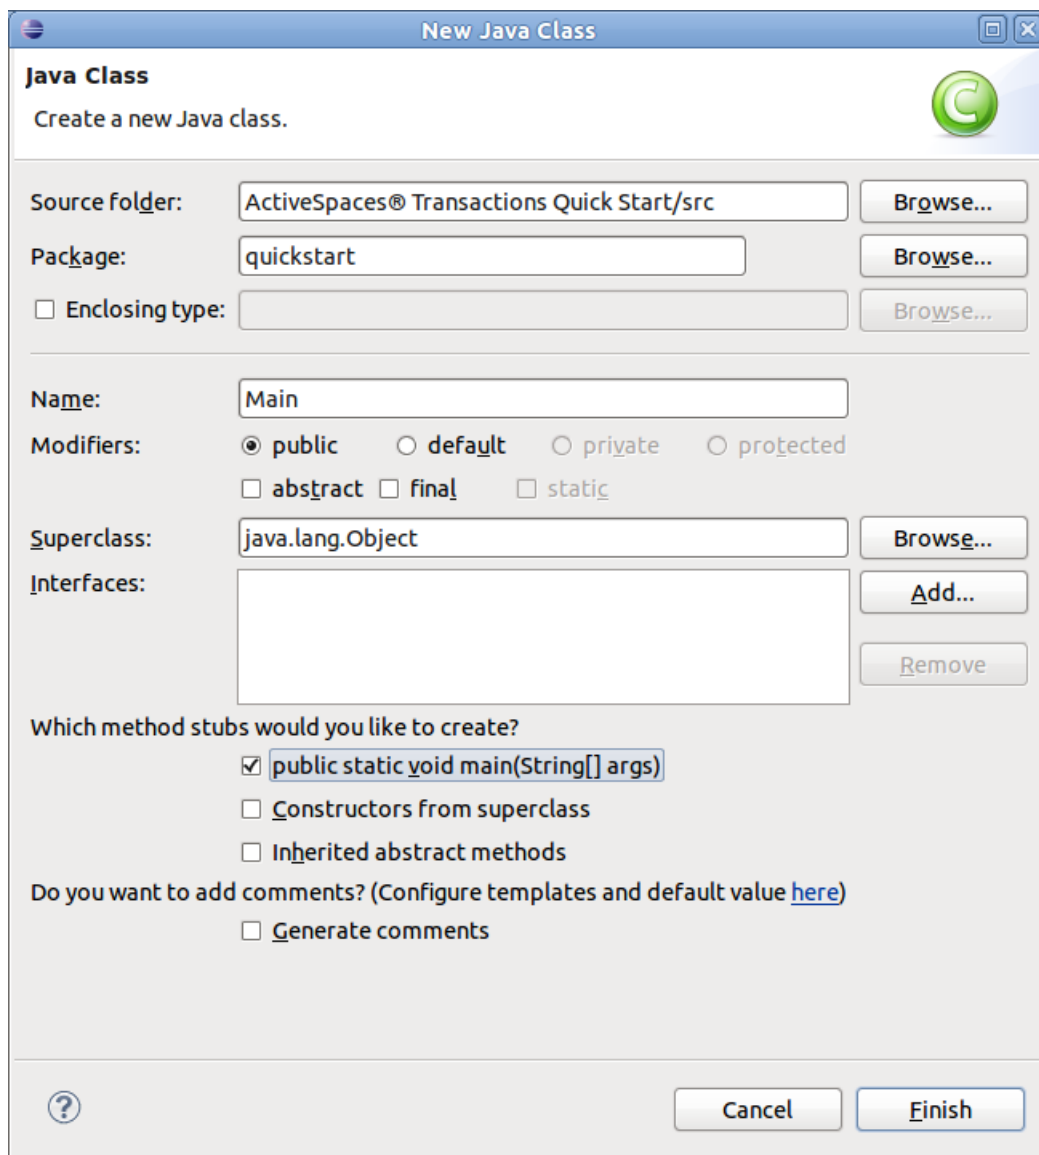 New Java Class
Java Class
Create a new Java class.
C
Source folder: ActiveSpaces® Transactions Quick Start/src Browse...
Package: quickstart Browse...
Enclosing type: Browse...
Name: Main
Modifiers: public default private protected
abstract final static
Superclass: java.lang.Object Browse...
Interfaces: Add...
Remove
Which method stubs would you like to create?
public static void main(String[] args)
Constructors from superclass
Inherited abstract methods
Do you want to add comments? (Configure templates and default value here)
Generate comments
? Cancel Finish